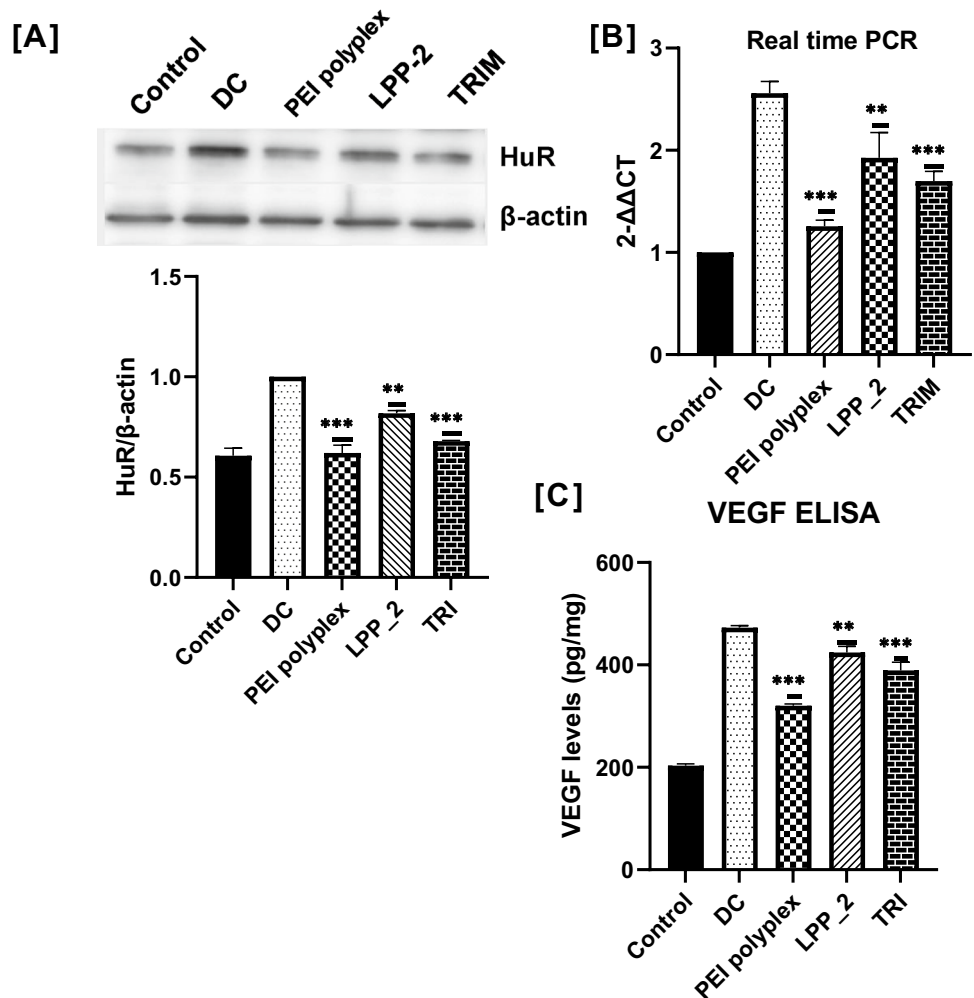 [A]
Control
DC
PEI polyplex
LPP-2
TRIM
HuR
β-actin
1.5
1.0
0.5
0.0
HuR/β-actin
***
**
***
Control
DC
PEI polyplex
LPP_2
TRI
[B]
Real time PCR
3
2
1
0
2-ΔΔCT
***
**
***
Control
DC
PEI polyplex
LPP_2
TRIM
[C]
VEGF ELISA
600
400
200
0
VEGF levels (pg/mg)
***
**
***
Control
DC
PEI polyplex
LPP_2
TRI